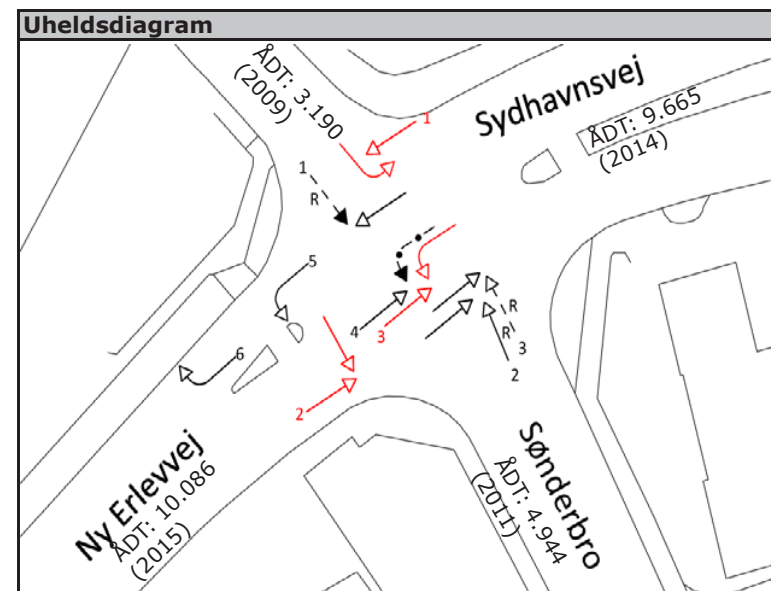 Uheldsdiagram
ÅDT: 3.190
(2009)
Sydhavnsvej
ÅDT: 9.665
(2014)
1
1
R
5
4
3
6
2
R
R
3
2
Ny Erlevvej
ÅDT: 10.086
(2015)
Sønderbro
ÅDT: 4.944
(2011)